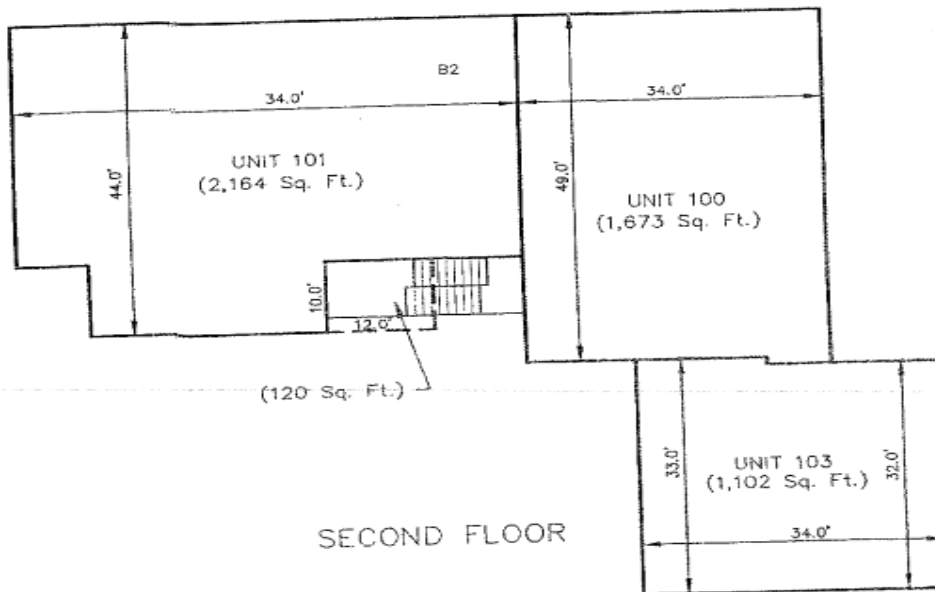 B2
34.0'
34.0'
44.0'
UNIT 101
(2,164 Sq. Ft.)
49.0'
UNIT 100
(1,673 Sq. Ft.)
10.0'
12.0'
(120 Sq. Ft.)
33.0'
UNIT 103
(1,102 Sq. Ft.)
32.0'
SECOND FLOOR
34.0'